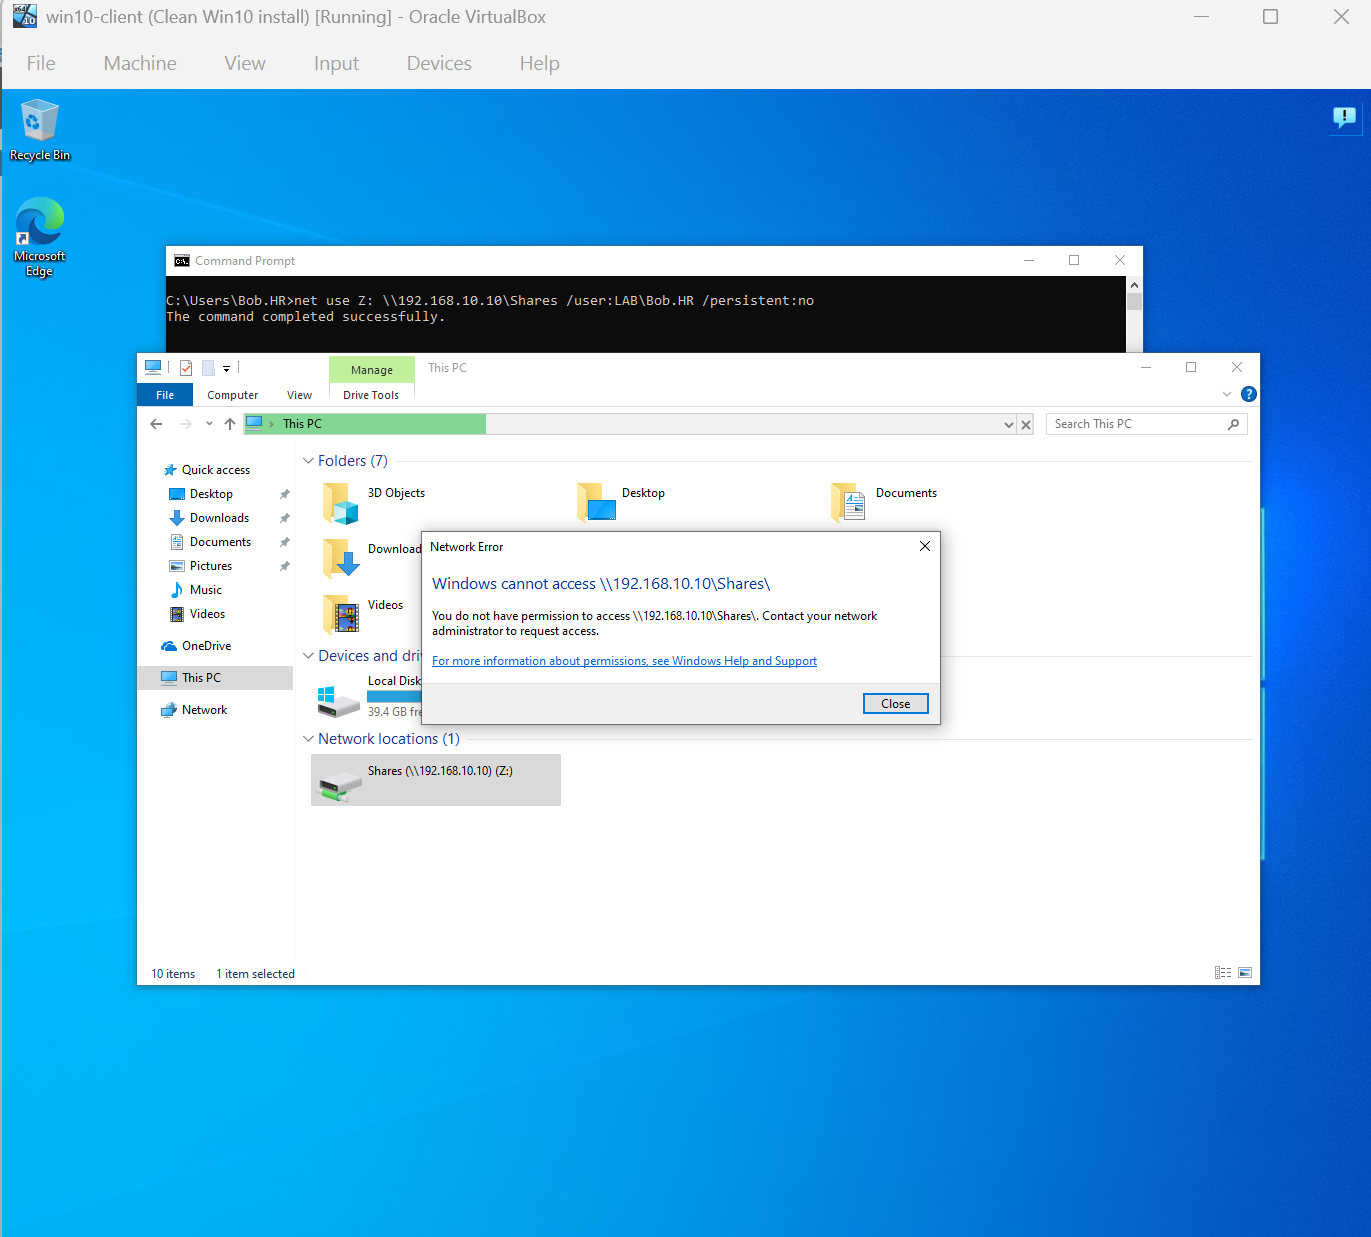 win10-client (Clean Win10 install) [Running] - Oracle VirtualBox
File Machine View Input Devices Help
Recycle Bin
Microsoft
Edge
Command Prompt
C:\Users\Bob.HR>net use Z: \\192.168.10.10\Shares /user:LAB\Bob.HR /persistent:no
The command completed successfully.
Manage This PC
File Computer View Drive Tools
This PC
Search This PC
Quick access
Desktop
Downloads
Documents
Pictures
Music
Videos
OneDrive
This PC
Network
Folders (7)
3D Objects
Desktop
Documents
Download
Videos
Devices and dri
Local Disk
39.4 GB fre
Network locations (1)
Shares (\\192.168.10.10) (Z:)
Network Error
Windows cannot access \\192.168.10.10\Shares\
You do not have permission to access \\192.168.10.10\Shares\. Contact your network
administrator to request access.
For more information about permissions, see Windows Help and Support
Close
10 items 1 item selected